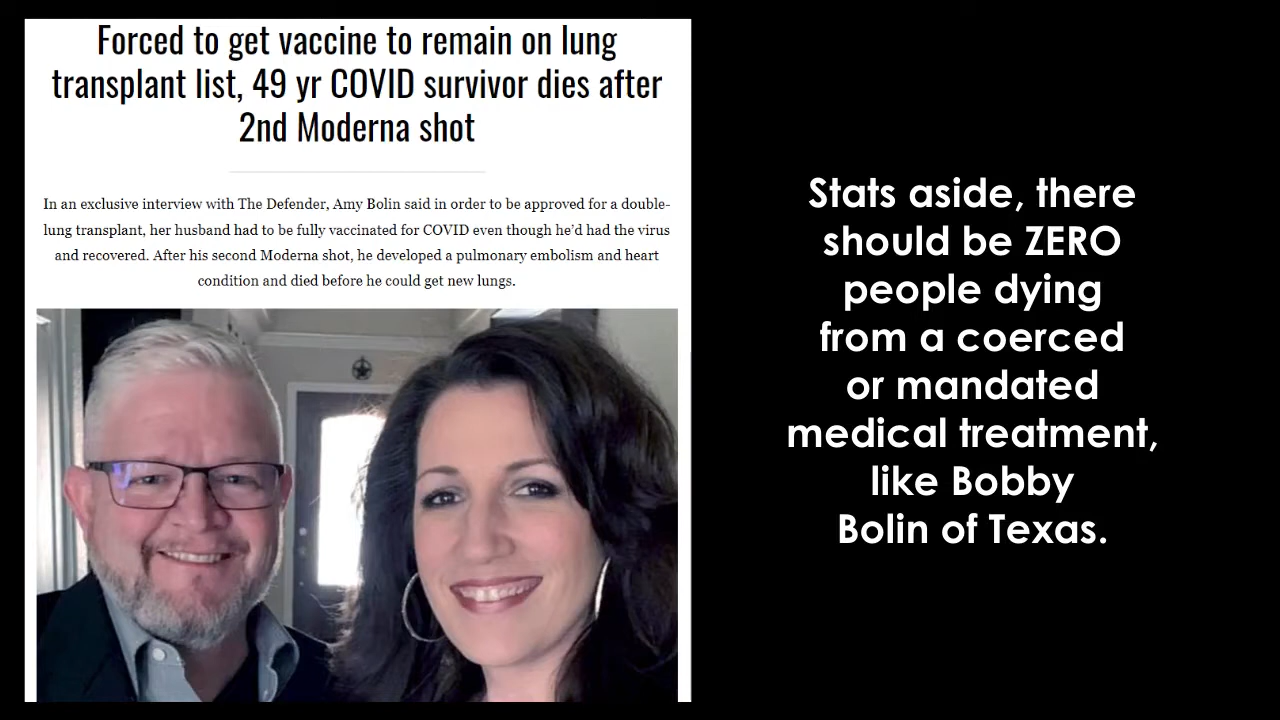 Forced to get vaccine to remain on lung
transplant list, 49 yr COVID survivor dies after
2nd Moderna shot
In an exclusive interview with The Defender, Amy Bolin said in order to be approved for a double-
lung transplant, her husband had to be fully vaccinated for COVID even though he’d had the virus
and recovered. After his second Moderna shot, he developed a pulmonary embolism and heart
condition and died before he could get new lungs.
Stats aside, there
should be ZERO
people dying
from a coerced
or mandated
medical treatment,
like Bobby
Bolin of Texas.